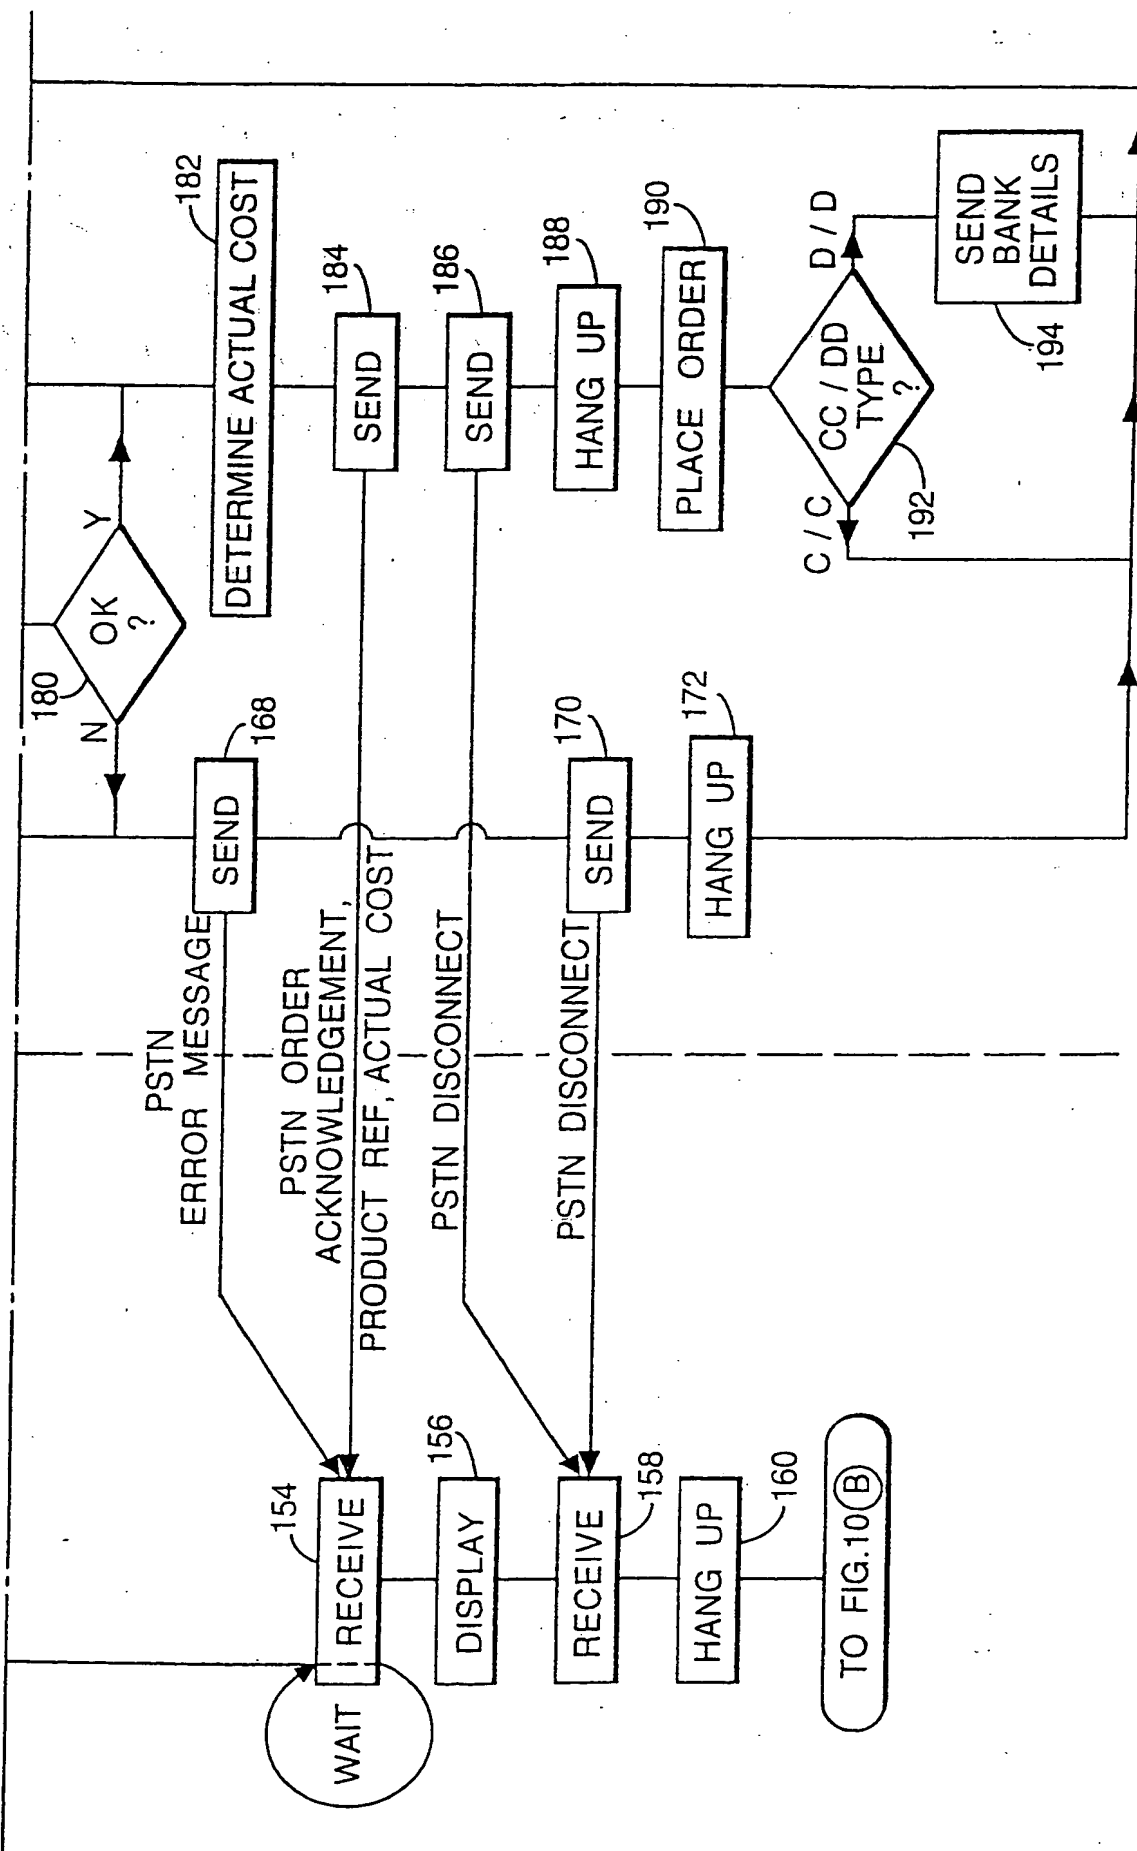 OK
?
180
N
Y
182
DETERMINE ACTUAL COST
168
SEND
PSTN
ERROR MESSAGE
184
SEND
PSTN ORDER
ACKNOWLEDGEMENT,
PRODUCT REF, ACTUAL COST
154
RECEIVE
WAIT
156
DISPLAY
186
SEND
PSTN DISCONNECT
188
HANG UP
170
SEND
PSTN DISCONNECT
RECEIVE
158
190
PLACE ORDER
172
HANG UP
HANG UP
160
CC / DD
TYPE
?
192
C / C
D / D
SEND
BANK
DETAILS
194
TO FIG.10 B